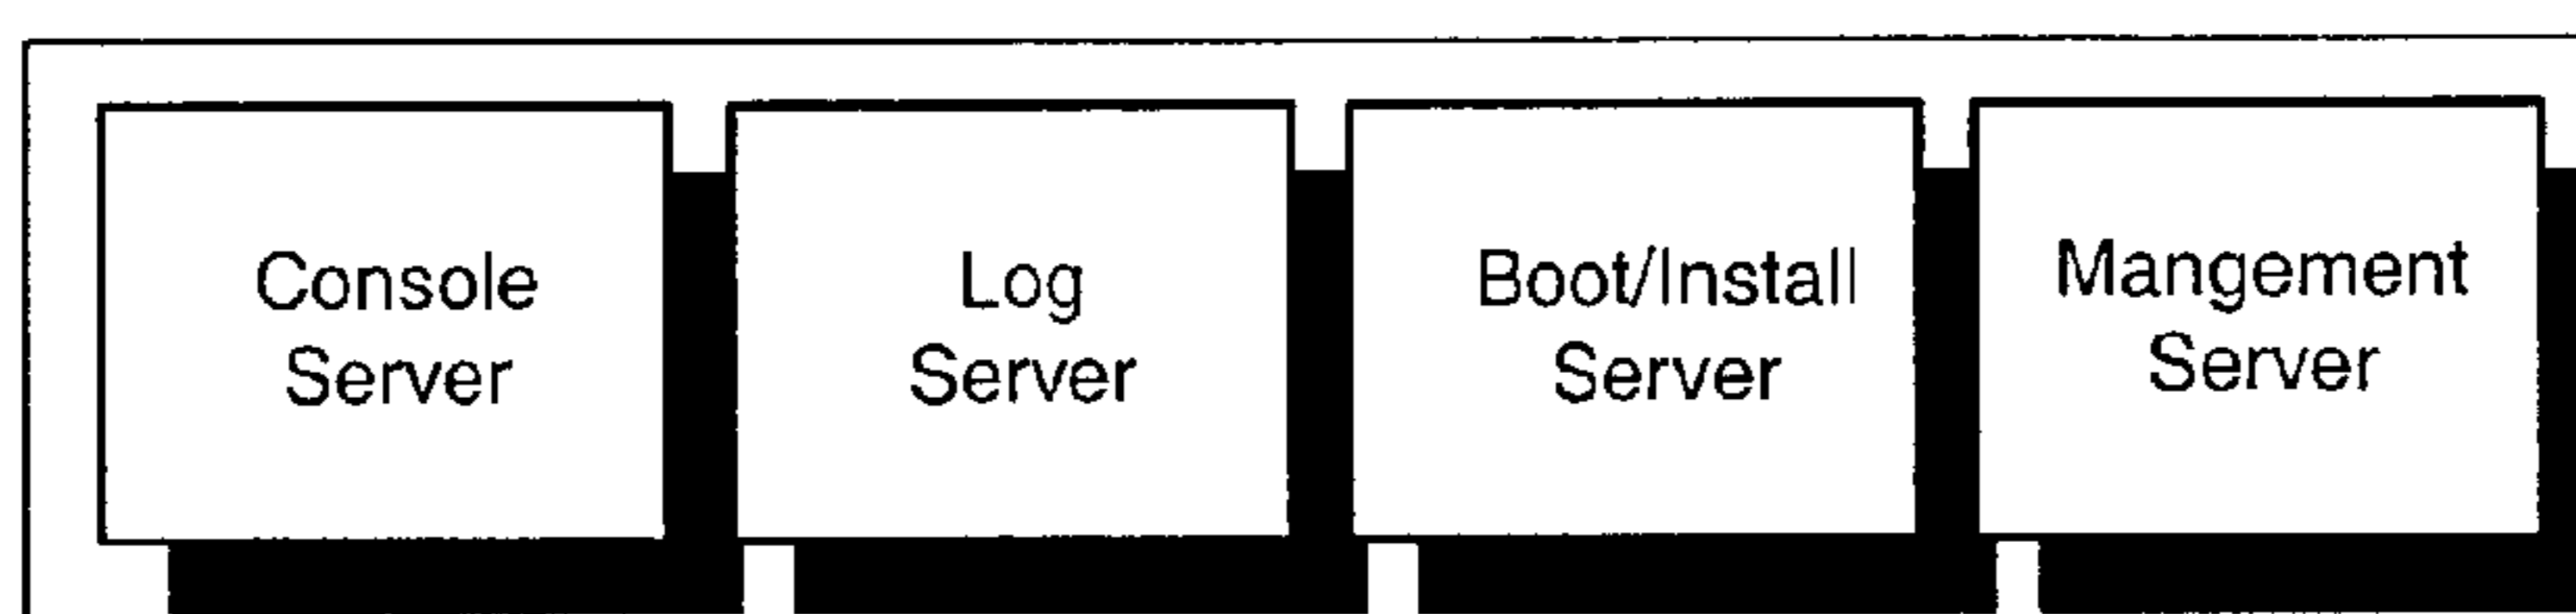 Console
Server
Log
Server
Boot/Install
Server
Mangement
Server